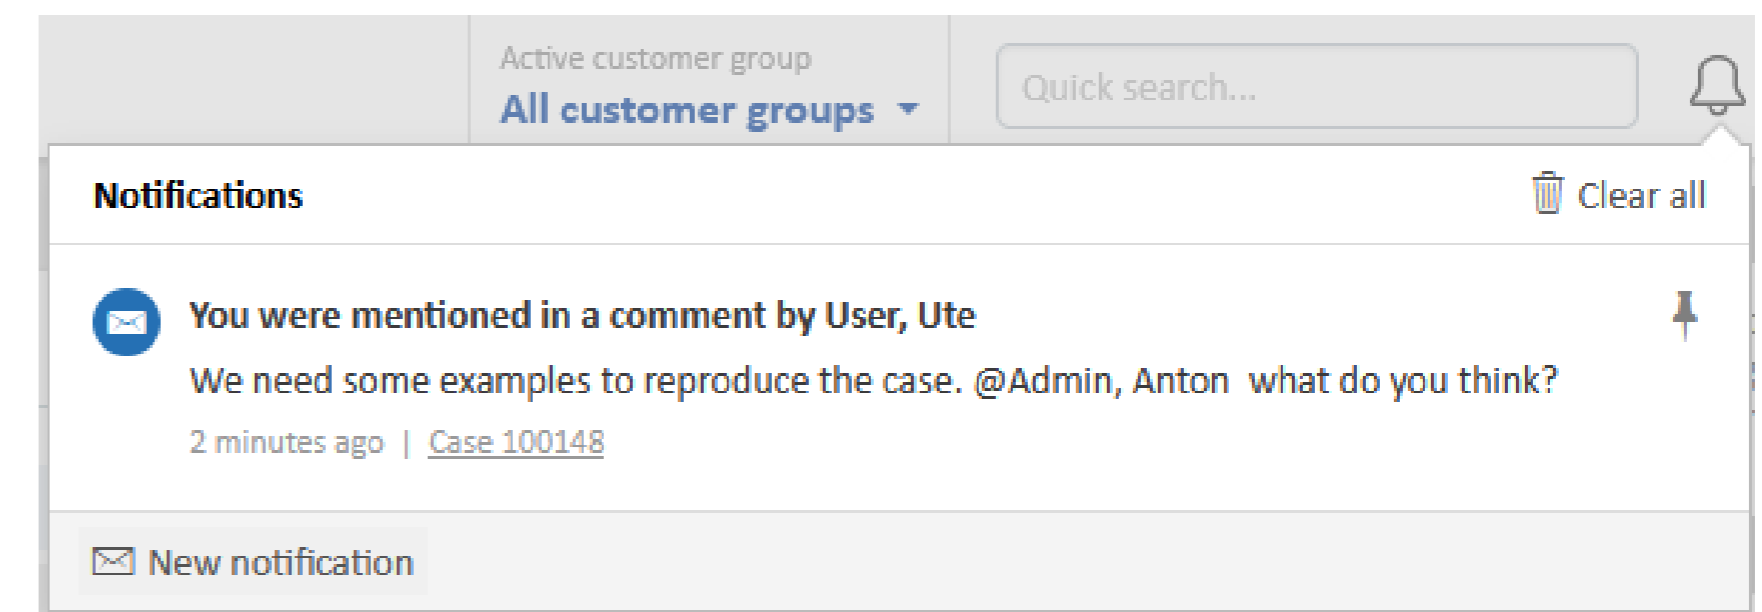 Active customer group
All customer groups
Quick search...
Notifications
Clear all
You were mentioned in a comment by User, Ute
We need some examples to reproduce the case. @Admin, Anton  what do you think?
2 minutes ago | Case 100148
New notification